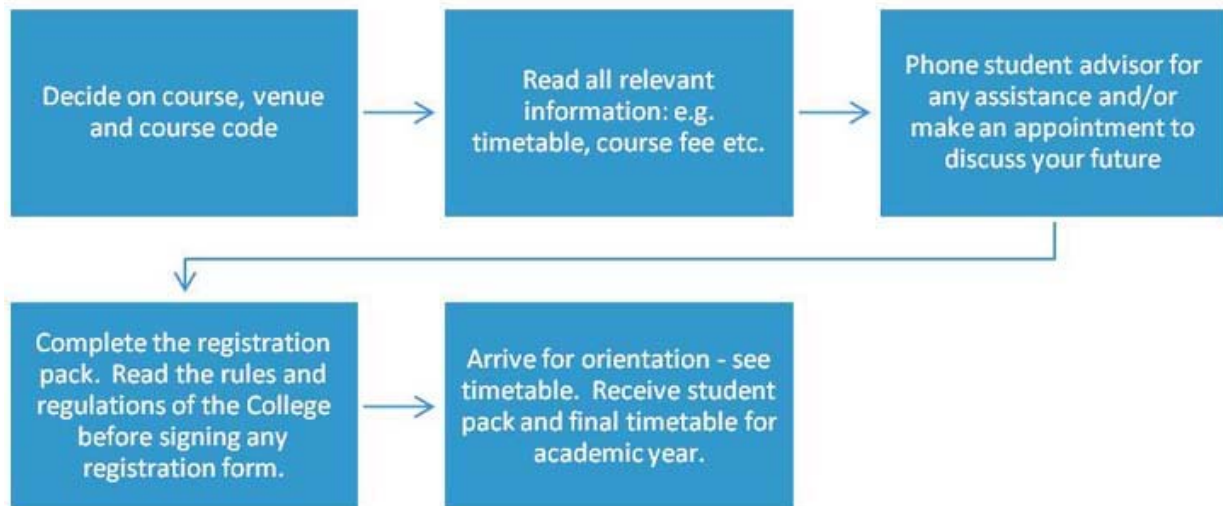 Decide on course, venue
and course code
Read all relevant
information: e.g.
timetable, course fee etc.
Phone student advisor for
any assistance and/or
make an appointment to
discuss your future
Complete the registration
pack. Read the rules and
regulations of the College
before signing any
registration form.
Arrive for orientation - see
timetable. Receive student
pack and final timetable for
academic year.